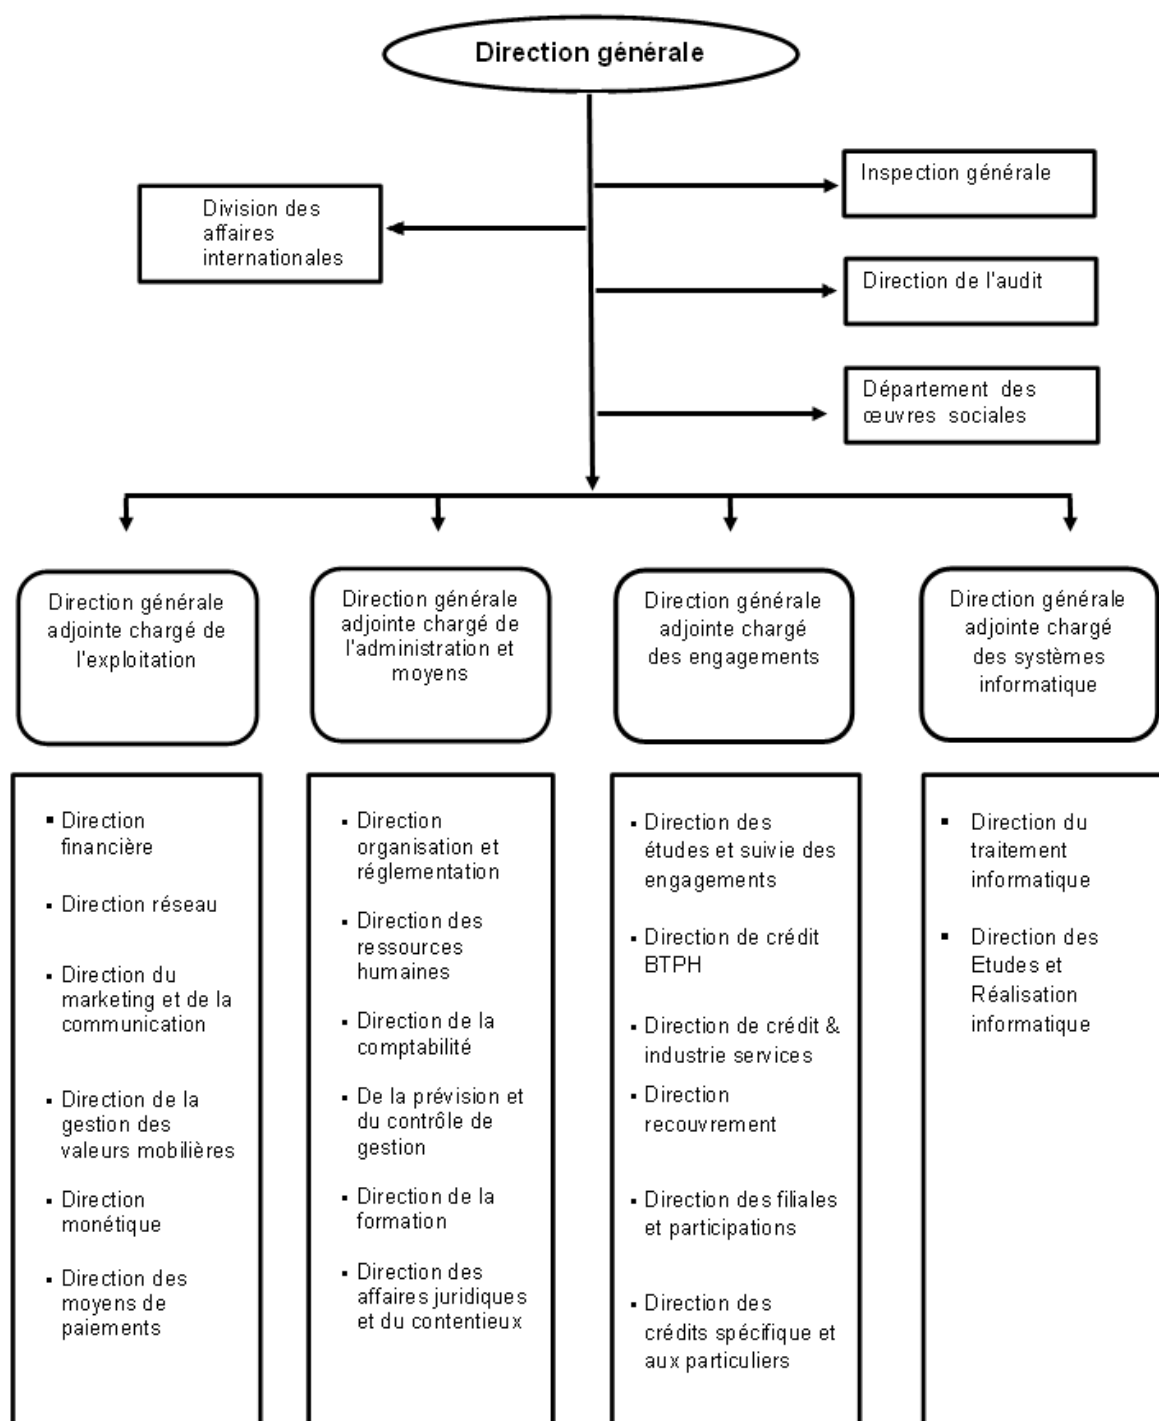 Direction générale
Inspection générale
Division des
affaires
internationales
Direction de l'audit
Département des
œuvres sociales
Direction générale
adjointe chargé de
l'exploitation
Direction générale
adjointe chargé de
l'administration et
moyens
Direction générale
adjointe chargé
des engagements
Direction générale
adjointe chargé
des systèmes
informatique
▪ Direction
financière
▪ Direction réseau
▪ Direction du
marketing et de la
communication
▪ Direction de la
gestion des
valeurs mobilières
▪ Direction
monétique
▪ Direction des
moyens de
paiements
▪ Direction
organisation et
réglementation
▪ Direction des
ressources
humaines
▪ Direction de la
comptabilité
▪ De la prévision et
du contrôle de
gestion
▪ Direction de la
formation
▪ Direction des
affaires juridiques
et du contentieux
▪ Direction des
études et suivie des
engagements
▪ Direction de crédit
BTPH
▪ Direction de crédit &
industrie services
▪ Direction
recouvrement
▪ Direction des filiales
et participations
▪ Direction des
crédits spécifique et
aux particuliers
▪ Direction du
traitement
informatique
▪ Direction des
Etudes et
Réalisation
informatique